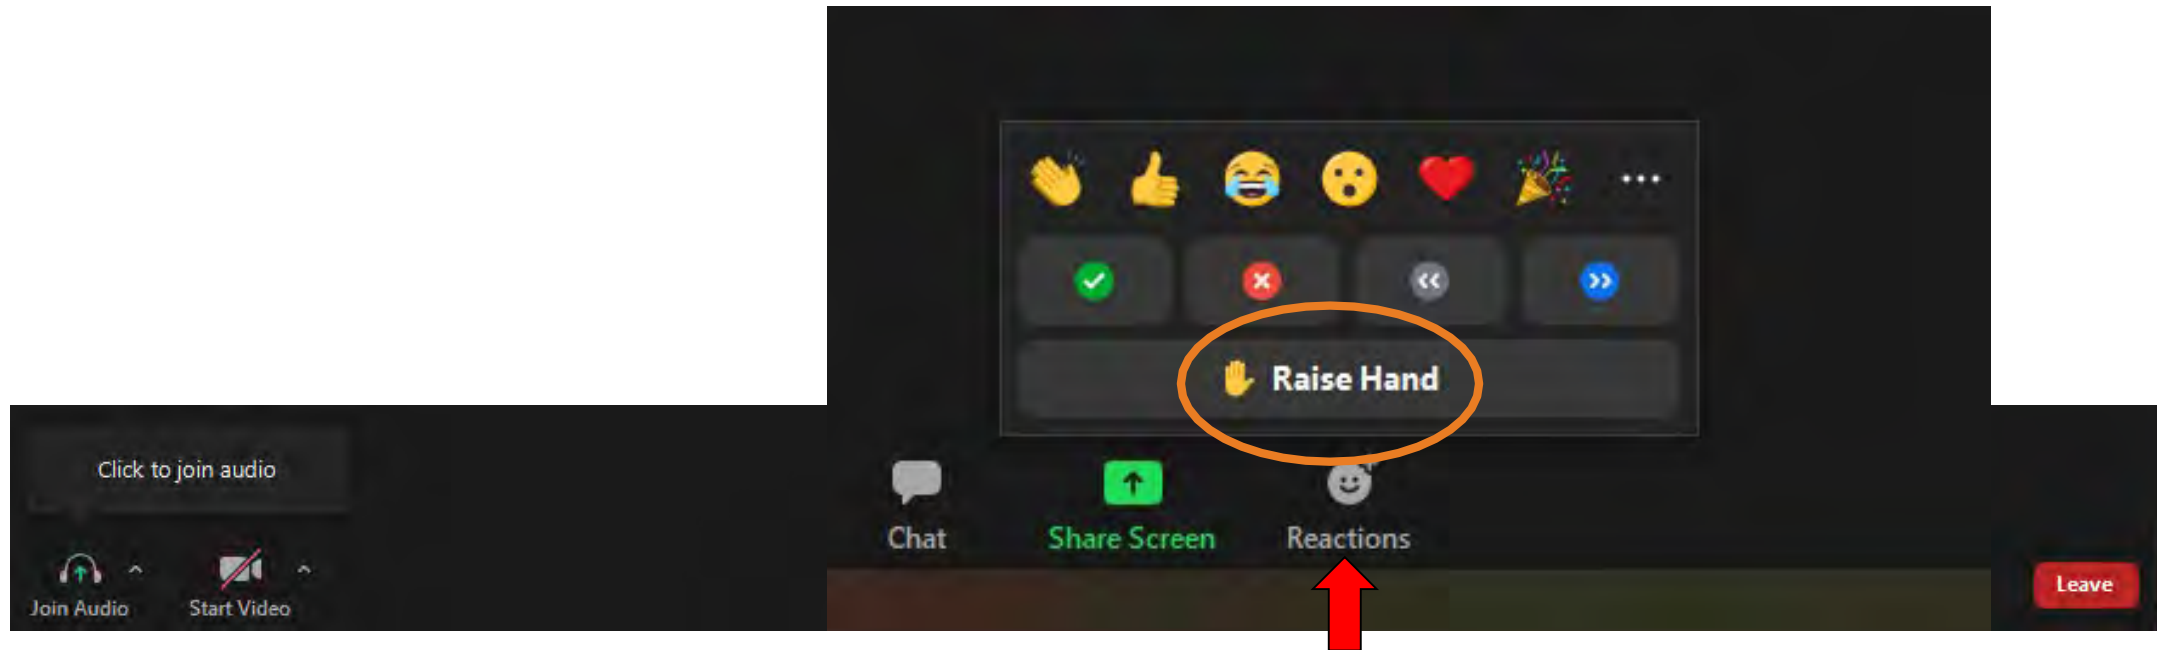 Raise Hand
Click to join audio
Chat
Share Screen
Reactions
Join Audio
Start Video
Leave